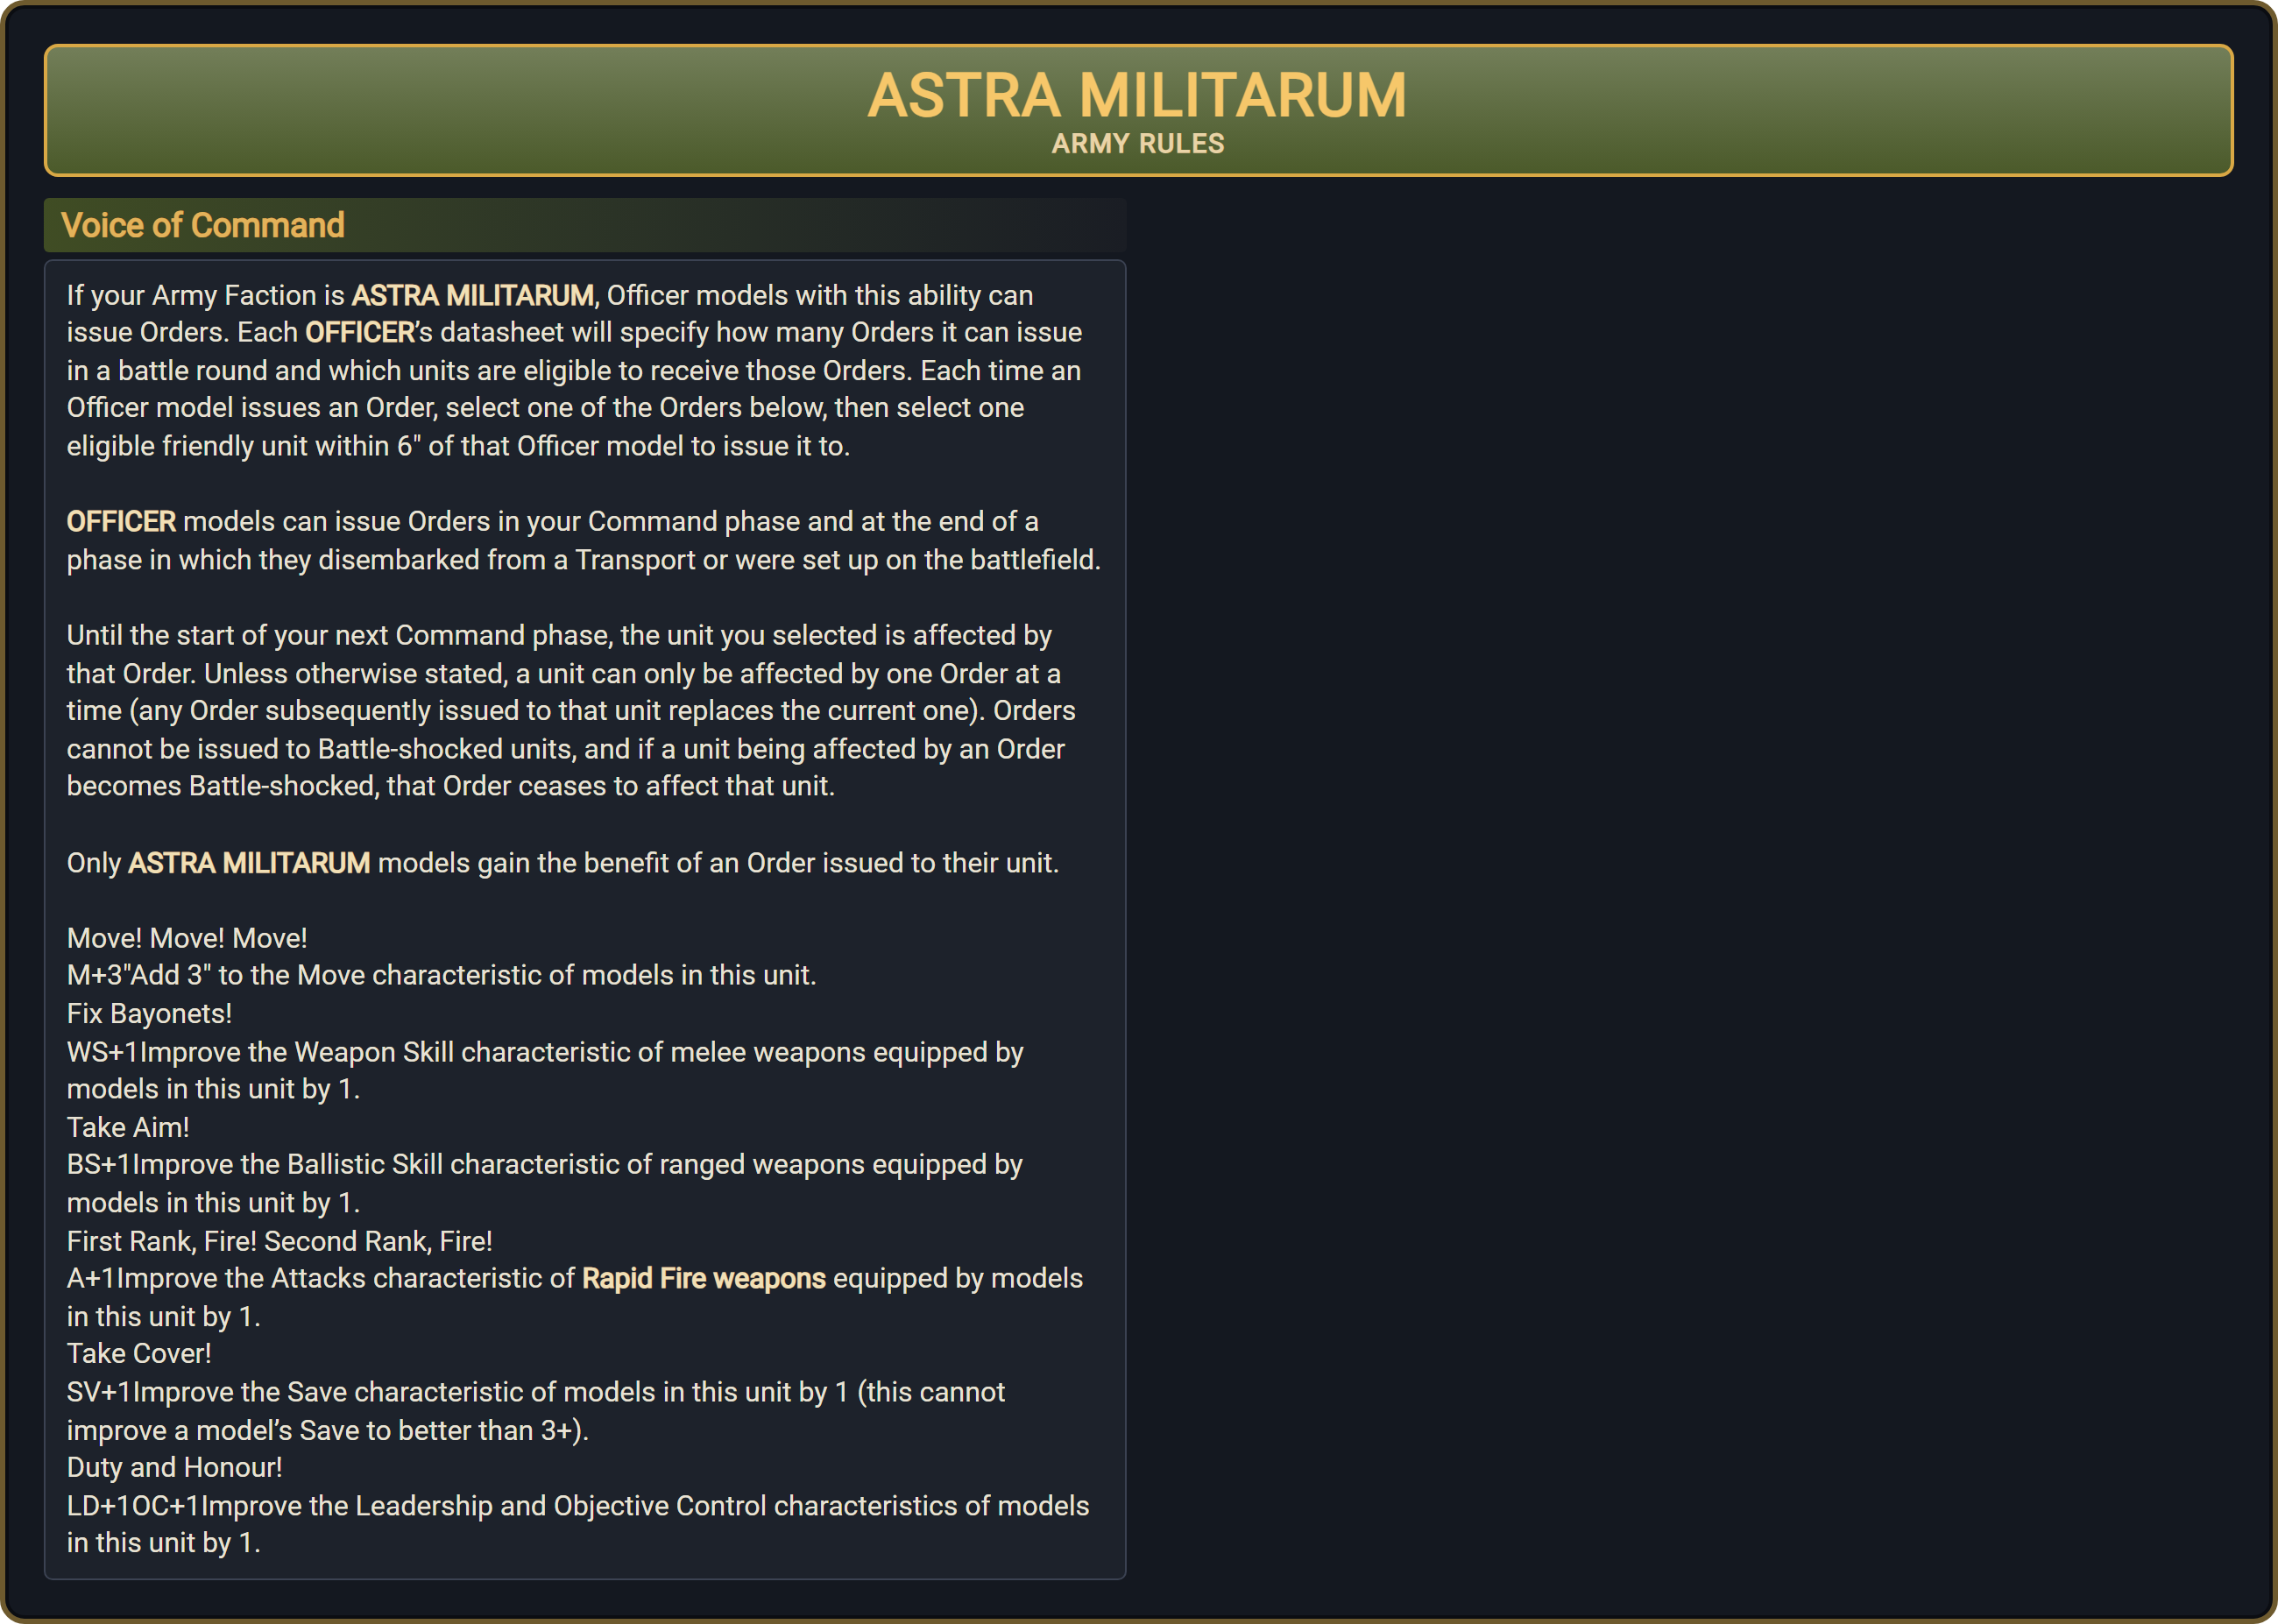 ASTRA MILITARUM
ARMY RULES
Voice of Command
If your Army Faction is ASTRA MILITARUM, Officer models with this ability can
issue Orders. Each OFFICER’s datasheet will specify how many Orders it can issue
in a battle round and which units are eligible to receive those Orders. Each time an
Officer model issues an Order, select one of the Orders below, then select one
eligible friendly unit within 6" of that Officer model to issue it to.
OFFICER models can issue Orders in your Command phase and at the end of a
phase in which they disembarked from a Transport or were set up on the battlefield.
Until the start of your next Command phase, the unit you selected is affected by
that Order. Unless otherwise stated, a unit can only be affected by one Order at a
time (any Order subsequently issued to that unit replaces the current one). Orders
cannot be issued to Battle-shocked units, and if a unit being affected by an Order
becomes Battle-shocked, that Order ceases to affect that unit.
Only ASTRA MILITARUM models gain the benefit of an Order issued to their unit.
Move! Move! Move!
M+3"Add 3" to the Move characteristic of models in this unit.
Fix Bayonets!
WS+1Improve the Weapon Skill characteristic of melee weapons equipped by
models in this unit by 1.
Take Aim!
BS+1Improve the Ballistic Skill characteristic of ranged weapons equipped by
models in this unit by 1.
First Rank, Fire! Second Rank, Fire!
A+1Improve the Attacks characteristic of Rapid Fire weapons equipped by models
in this unit by 1.
Take Cover!
SV+1Improve the Save characteristic of models in this unit by 1 (this cannot
improve a model’s Save to better than 3+).
Duty and Honour!
LD+1OC+1Improve the Leadership and Objective Control characteristics of models
in this unit by 1.